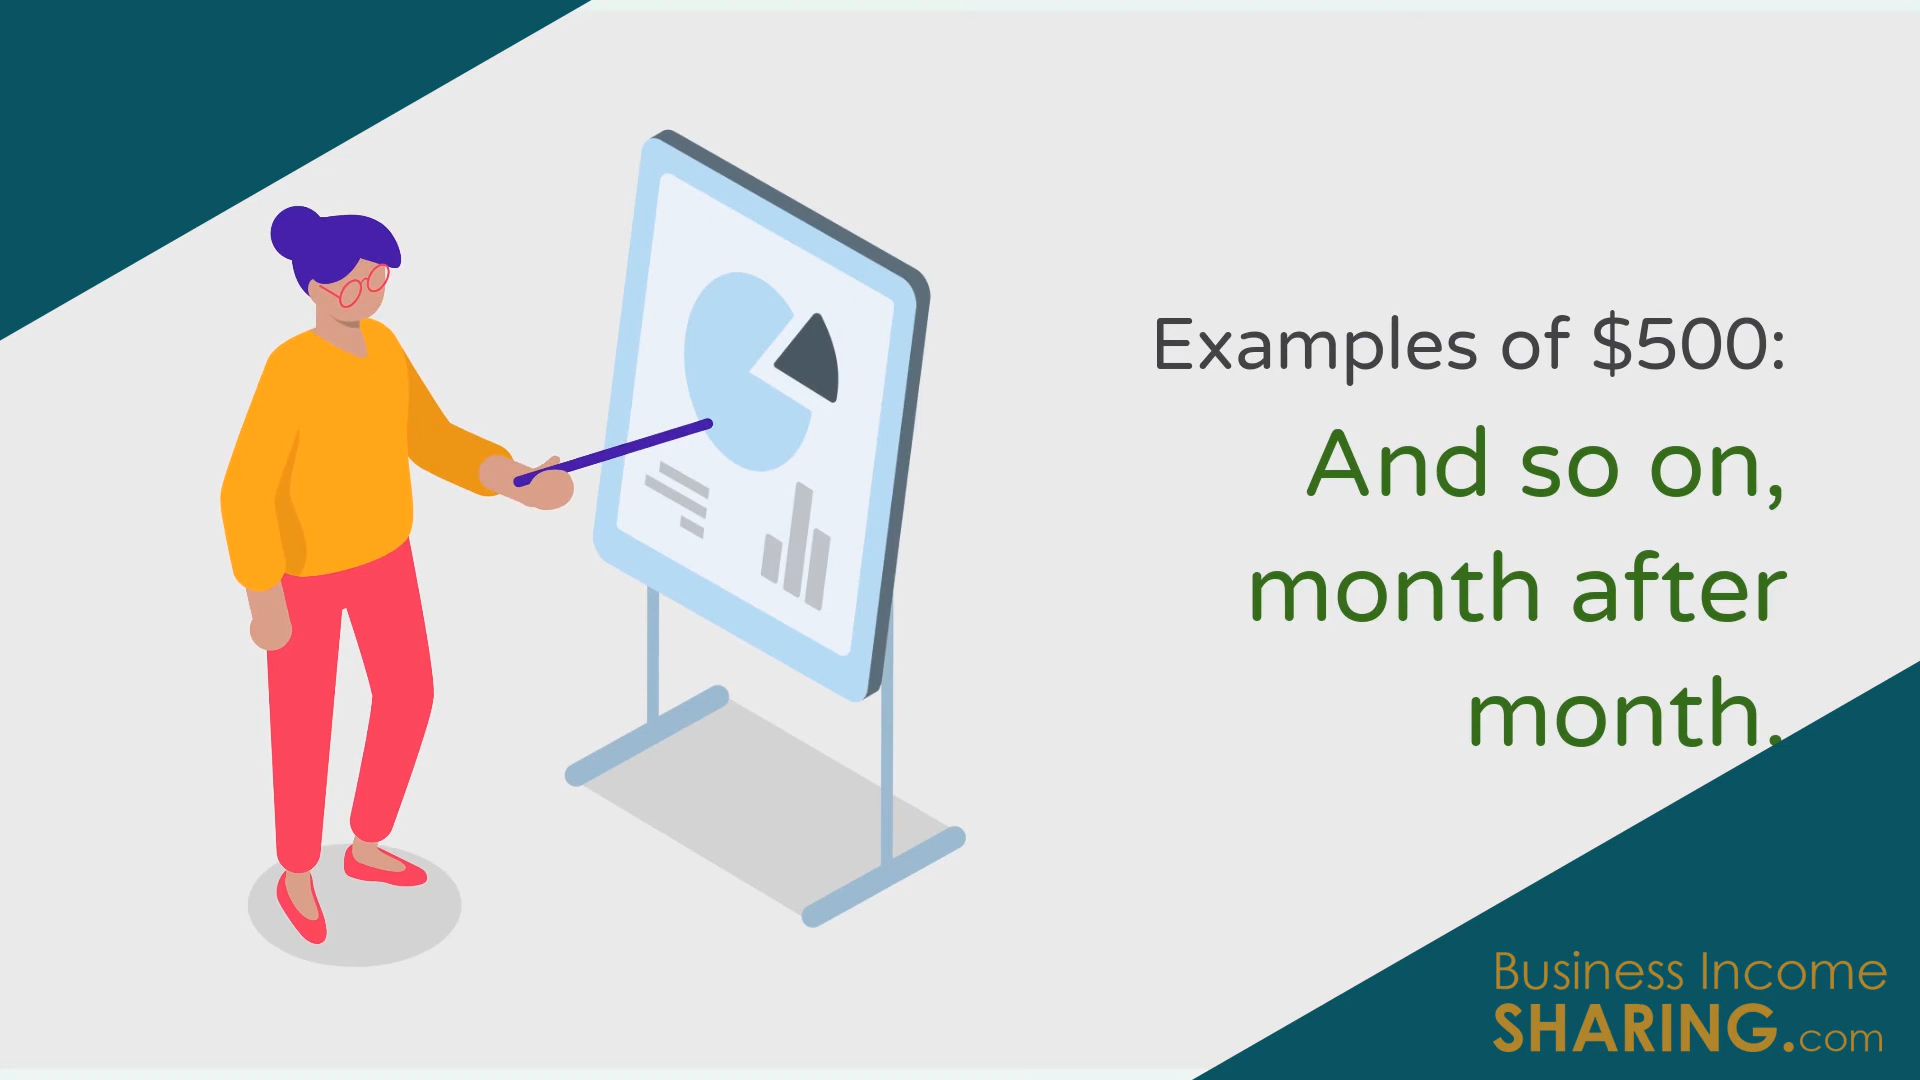 Examples of $500:
And so on,
month after
month.
Business Income
SHARING.com